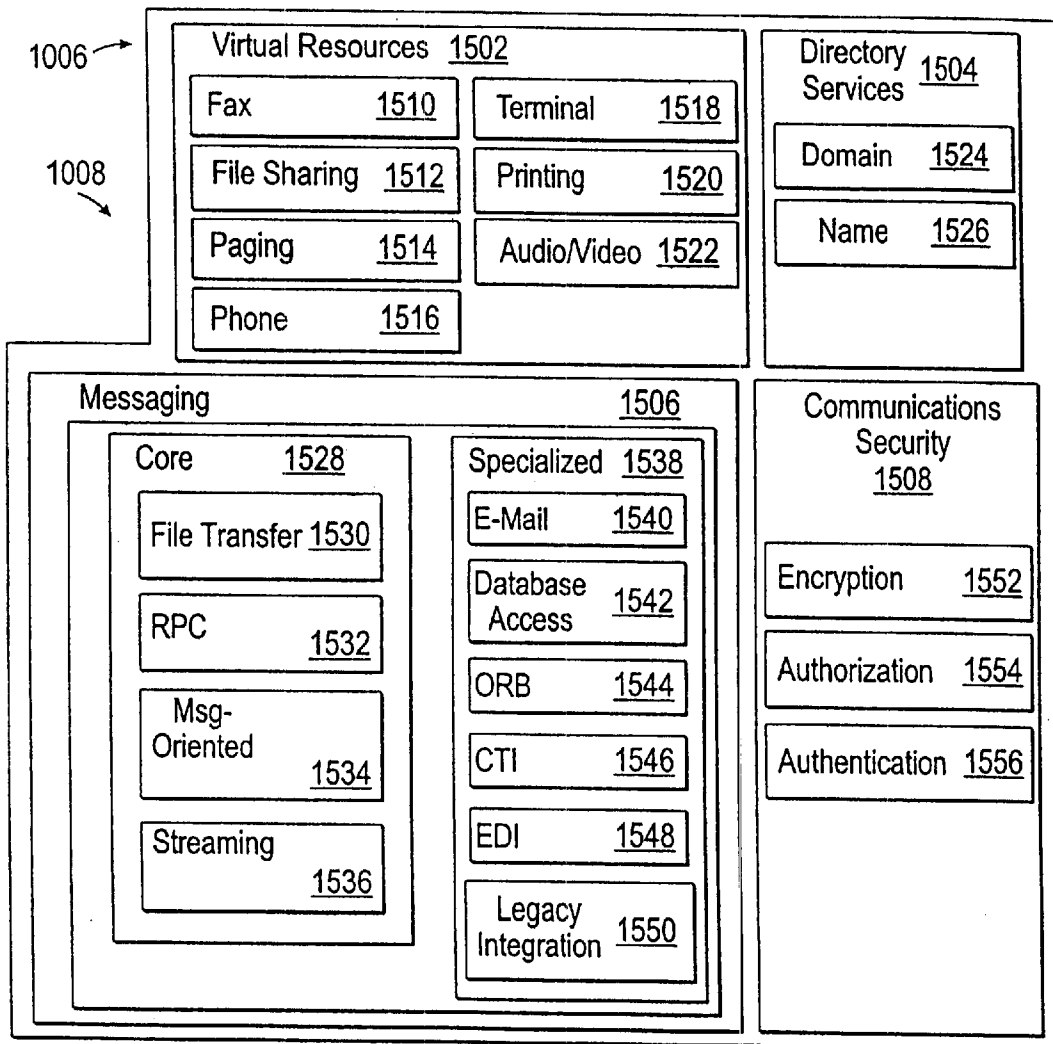 1006
1008
Virtual Resources 1502
Fax 1510
File Sharing 1512
Paging 1514
Phone 1516
Terminal 1518
Printing 1520
Audio/Video 1522
Directory
Services 1504
Domain 1524
Name 1526
Messaging 1506
Core 1528
File Transfer 1530
RPC 1532
Msg-
Oriented
1534
Streaming
1536
Specialized 1538
E-Mail 1540
Database
Access 1542
ORB 1544
CTI 1546
EDI 1548
Legacy
Integration 1550
Communications
Security
1508
Encryption 1552
Authorization 1554
Authentication 1556